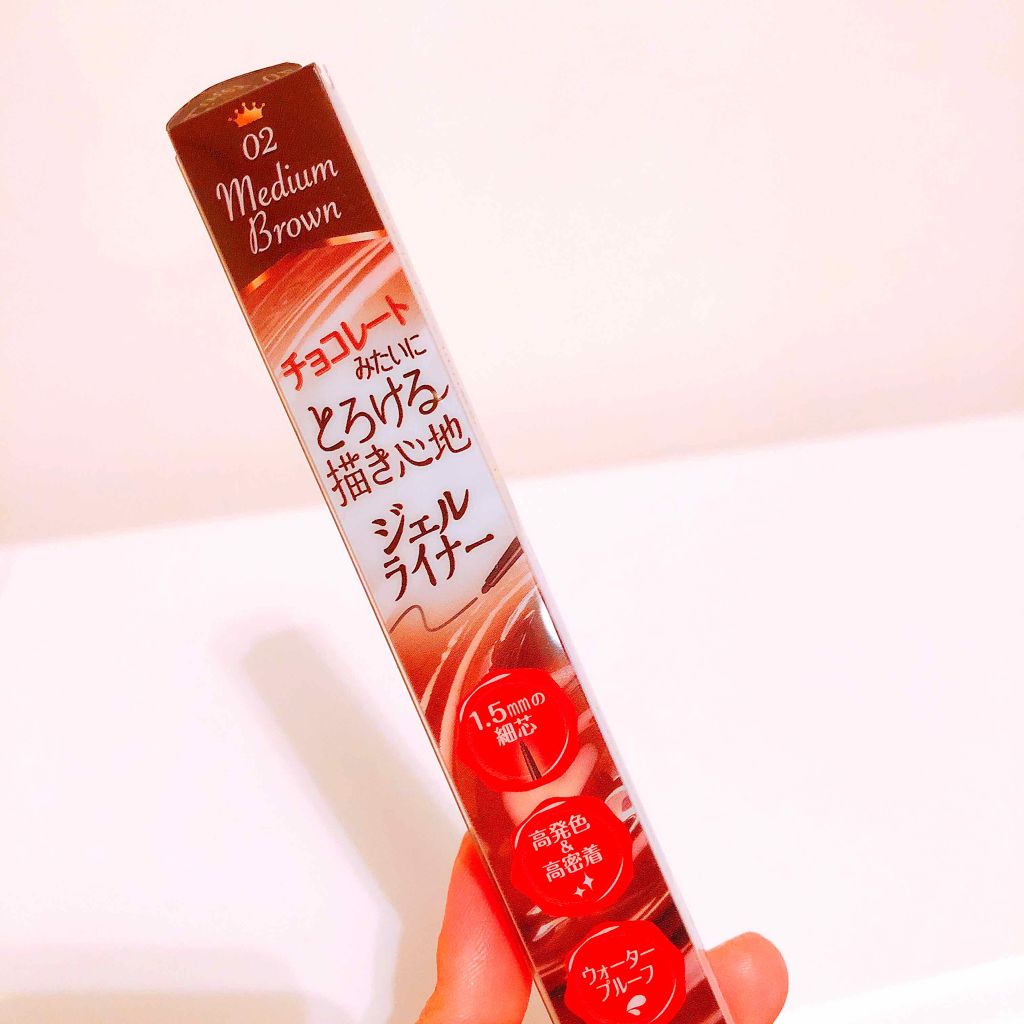 02
Medium
Brown
チョコレート
みたいに
とろける
描き心地
ジェル
ライナー
1.5mmの
細芯
高発色
&
高密着
ウォーター
プルーフ